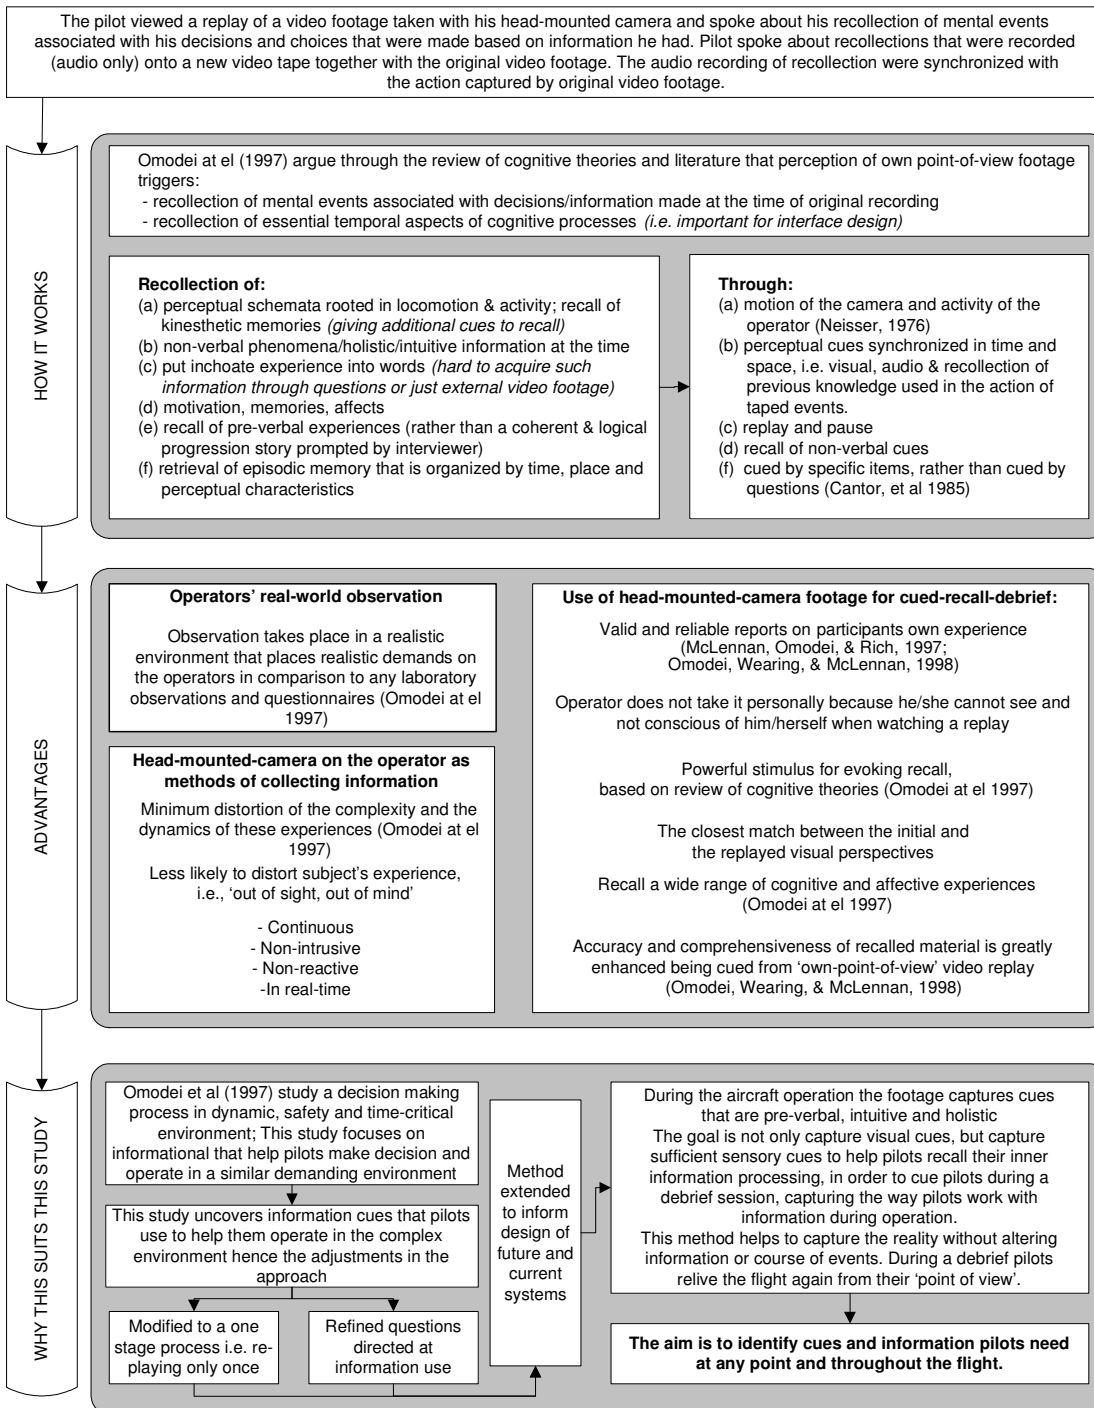 The pilot viewed a replay of a video footage taken with his head-mounted camera and spoke about his recollection of mental events
associated with his decisions and choices that were made based on information he had. Pilot spoke about recollections that were recorded
(audio only) onto a new video tape together with the original video footage. The audio recording of recollection were synchronized with
the action captured by original video footage.
HOW IT WORKS
Omodei at el (1997) argue through the review of cognitive theories and literature that perception of own point-of-view footage
triggers:
- recollection of mental events associated with decisions/information made at the time of original recording
- recollection of essential temporal aspects of cognitive processes (i.e. important for interface design)
Recollection of:
(a) perceptual schemata rooted in locomotion & activity; recall of
kinesthetic memories (giving additional cues to recall)
(b) non-verbal phenomena/holistic/intuitive information at the time
(c) put inchoate experience into words (hard to acquire such
information through questions or just external video footage)
(d) motivation, memories, affects
(e) recall of pre-verbal experiences (rather than a coherent & logical
progression story prompted by interviewer)
(f) retrieval of episodic memory that is organized by time, place and
perceptual characteristics
Through:
(a) motion of the camera and activity of the
operator (Neisser, 1976)
(b) perceptual cues synchronized in time and
space, i.e. visual, audio & recollection of
previous knowledge used in the action of
taped events.
(c) replay and pause
(d) recall of non-verbal cues
(f) cued by specific items, rather than cued by
questions (Cantor, et al 1985)
ADVANTAGES
Operators' real-world observation
Observation takes place in a realistic
environment that places realistic demands on
the operators in comparison to any laboratory
observations and questionnaires (Omodei at el
1997)
Head-mounted-camera on the operator as
methods of collecting information
Minimum distortion of the complexity and the
dynamics of these experiences (Omodei at el
1997)
Less likely to distort subject's experience,
i.e., 'out of sight, out of mind'
- Continuous
- Non-intrusive
- Non-reactive
-In real-time
Use of head-mounted-camera footage for cued-recall-debrief:
Valid and reliable reports on participants own experience
(McLennan, Omodei, & Rich, 1997;
Omodei, Wearing, & McLennan, 1998)
Operator does not take it personally because he/she cannot see and
not conscious of him/herself when watching a replay
Powerful stimulus for evoking recall,
based on review of cognitive theories (Omodei at el 1997)
The closest match between the initial and
the replayed visual perspectives
Recall a wide range of cognitive and affective experiences
(Omodei at el 1997)
Accuracy and comprehensiveness of recalled material is greatly
enhanced being cued from 'own-point-of-view' video replay
(Omodei, Wearing, & McLennan, 1998)
WHY THIS SUITS THIS STUDY
Omodei et al (1997) study a decision making
process in dynamic, safety and time-critical
environment; This study focuses on
informational that help pilots make decision and
operate in a similar demanding environment
This study uncovers information cues that pilots
use to help them operate in the complex
environment hence the adjustments in the
approach
Modified to a one
stage process i.e. re-
playing only once
Refined questions
directed at
information use
Method
extended to
to inform
design of
future and
current
systems
During the aircraft operation the footage captures cues
that are pre-verbal, intuitive and holistic
The goal is not only capture visual cues, but capture
sufficient sensory cues to help pilots recall their inner
information processing, in order to cue pilots during a
debrief session, capturing the way pilots work with
information during operation.
This method helps to capture the reality without altering
information or course of events. During a debrief pilots
relive the flight again from their 'point of view'.
The aim is to identify cues and information pilots need
at any point and throughout the flight.